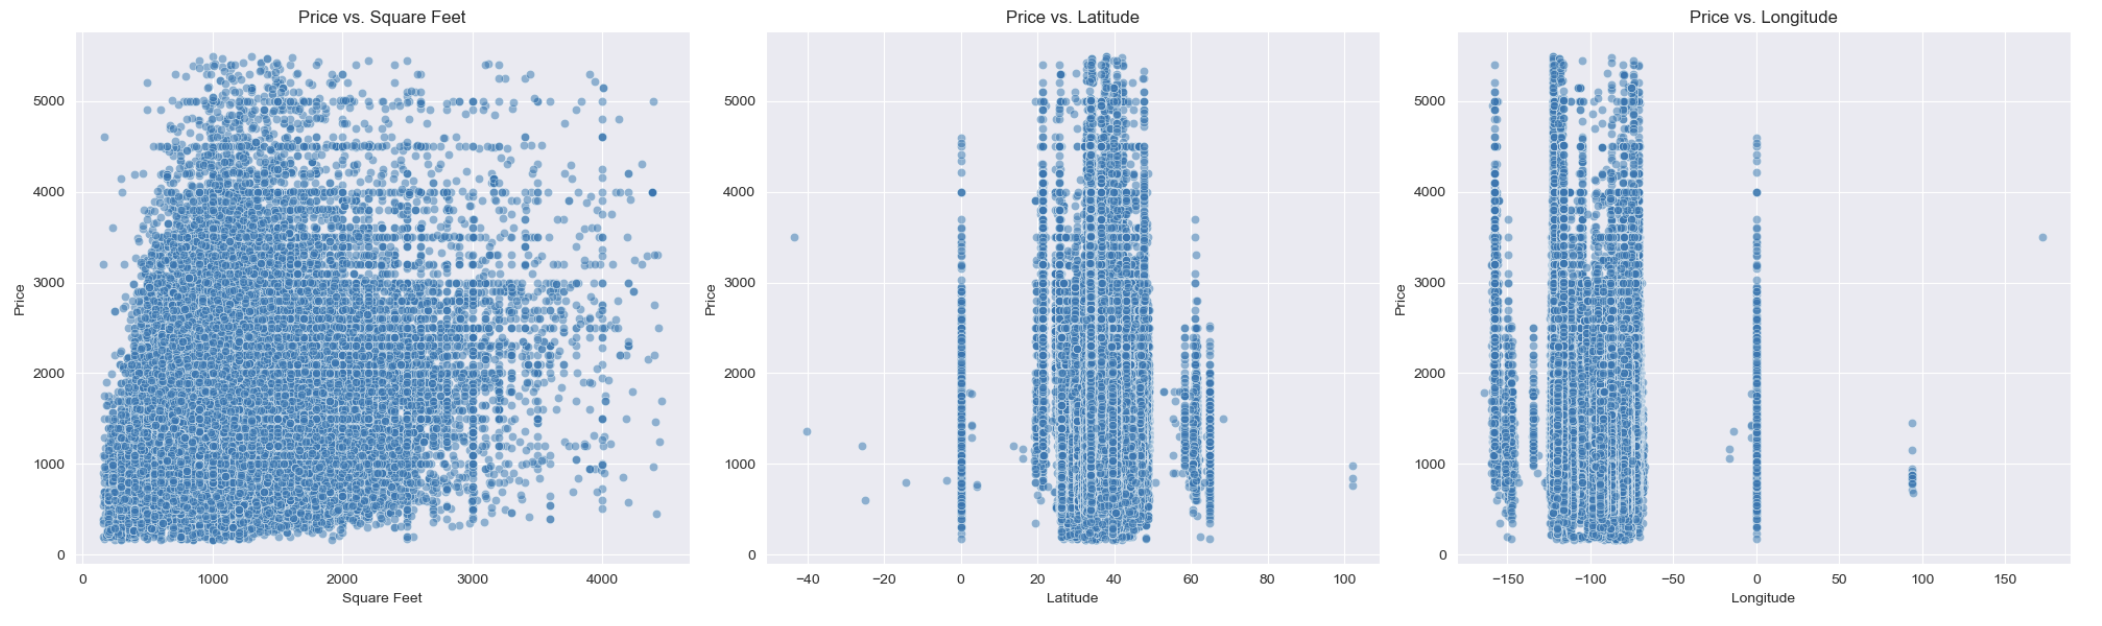 Price vs. Square Feet
Price
5000
4000
3000
2000
1000
0
0 1000 2000 3000 4000
Square Feet
Price vs. Latitude
Price
5000
4000
3000
2000
1000
0
−40 −20 0 20 40 60 80 100
Latitude
Price vs. Longitude
Price
5000
4000
3000
2000
1000
0
−150 −100 −50 0 50 100 150
Longitude